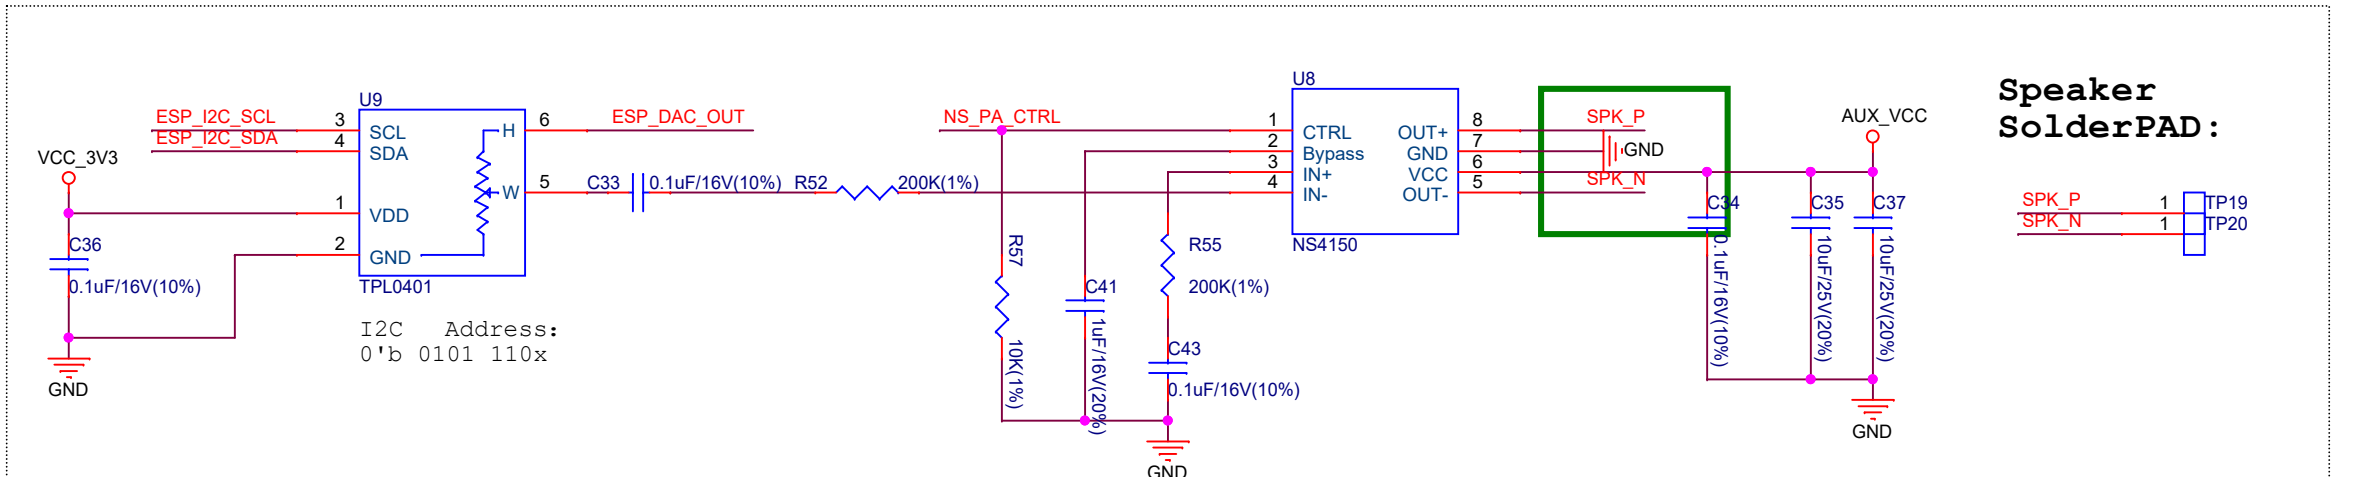 U9
ESP_I2C_SCL
3
SCL
ESP_I2C_SDA
4
SDA
VCC_3V3
1
VDD
2
GND
H
6
ESP_DAC_OUT
W
5
TPL0401
C36
0.1uF/16V(10%)
GND
I2C Address:
0'b 0101 110x
C33
0.1uF/16V(10%)
R52
200K(1%)
NS_PA_CTRL
R57
10K(1%)
C41
1uF/16V(20%)
R55
200K(1%)
C43
0.1uF/16V(10%)
GND
U8
1
CTRL
2
Bypass
3
IN+
4
IN-
OUT+
8
GND
7
VCC
6
OUT-
5
NS4150
SPK_P
GND
SPK_N
AUX_VCC
C34
0.1uF/16V(10%)
C35
10uF/25V(20%)
C37
10uF/25V(20%)
GND
Speaker
SolderPAD:
SPK_P
1
TP19
SPK_N
1
TP20